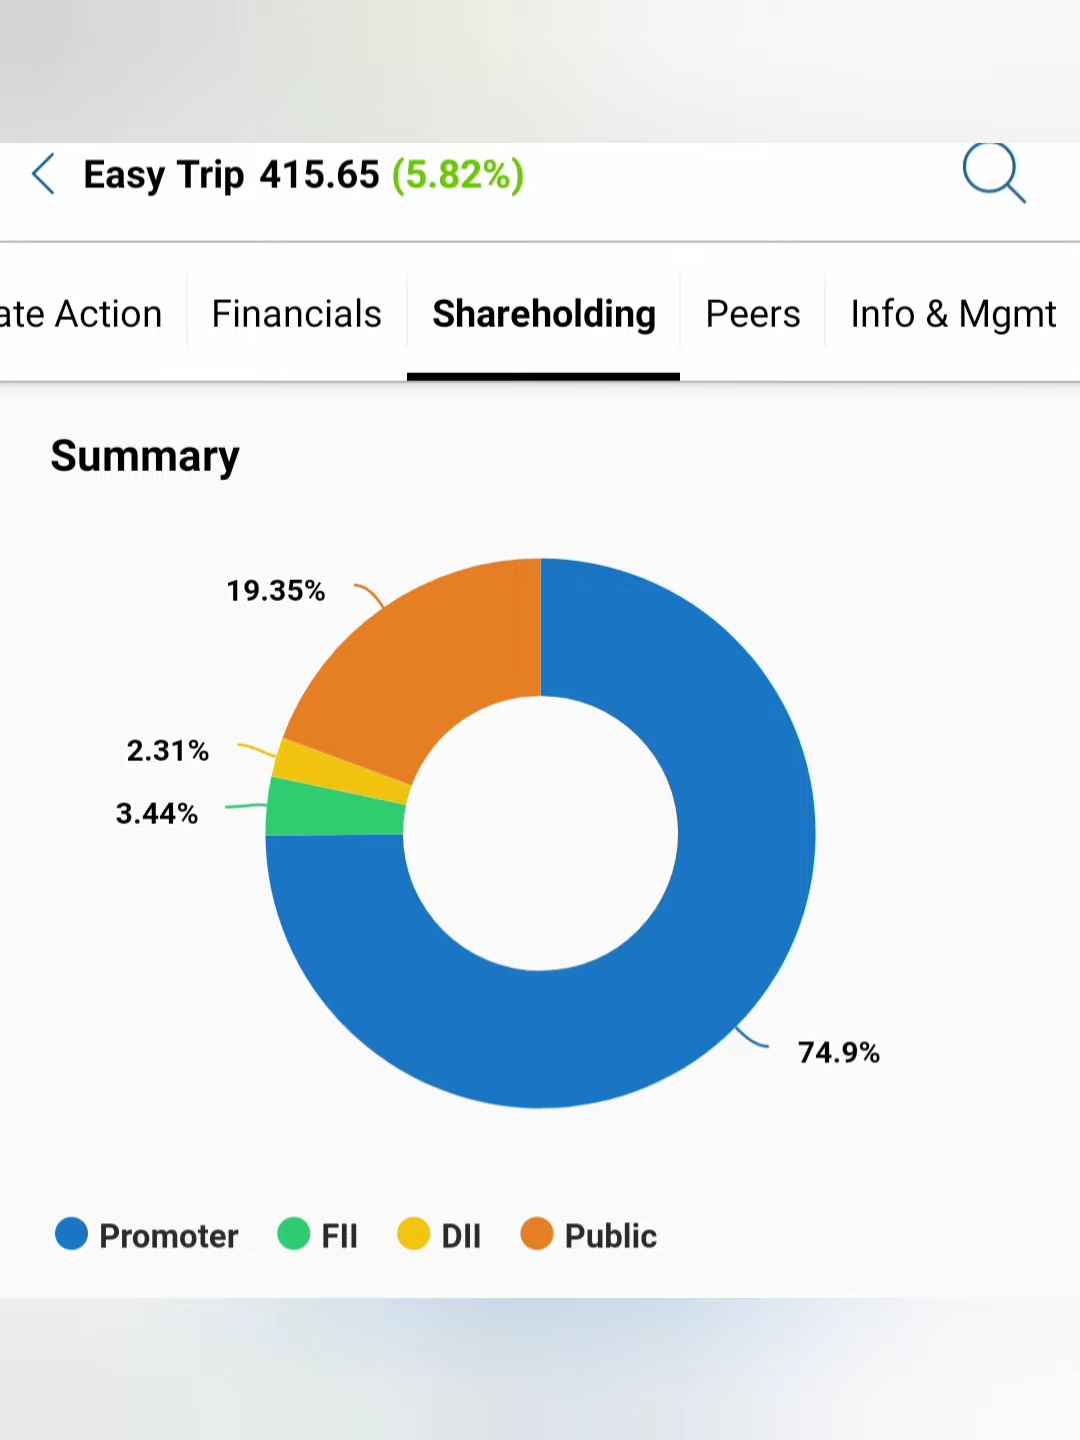 Easy Trip 415.65 (5.82%)
ate Action Financials Shareholding Peers Info & Mgmt
Summary
19.35%
2.31%
3.44%
74.9%
Promoter FII DII Public